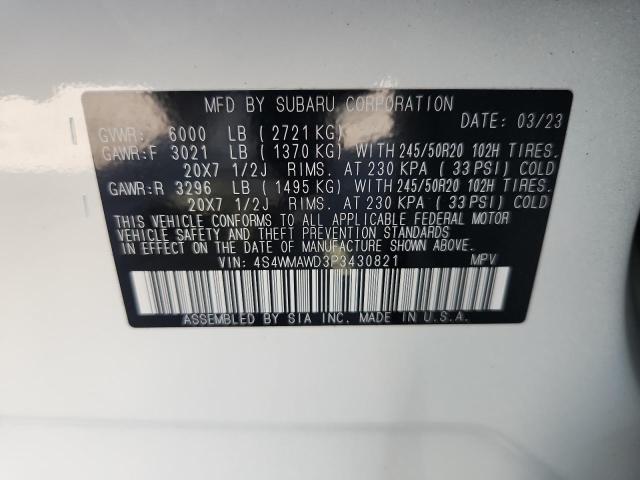 MFD BY SUBARU CORPORATION
DATE: 03/23
GVWR: 6000 LB (2721 KG)
GAWR:F 3021 LB (1370 KG) WITH 245/50R20 102H TIRES.
20X7 1/2J RIMS. AT 230 KPA (33 PSI) COLD
GAWR:R 3296 LB (1495 KG) WITH 245/50R20 102H TIRES.
20X7 1/2J RIMS. AT 230 KPA (33 PSI) COLD
THIS VEHICLE CONFORMS TO ALL APPLICABLE FEDERAL MOTOR
VEHICLE SAFETY AND THEFT PREVENTION STANDARDS
IN EFFECT ON THE DATE OF MANUFACTURE SHOWN ABOVE.
VIN: 4S4WMAWD3P3430821 MPV
ASSEMBLED BY SIA INC. MADE IN U.S.A.